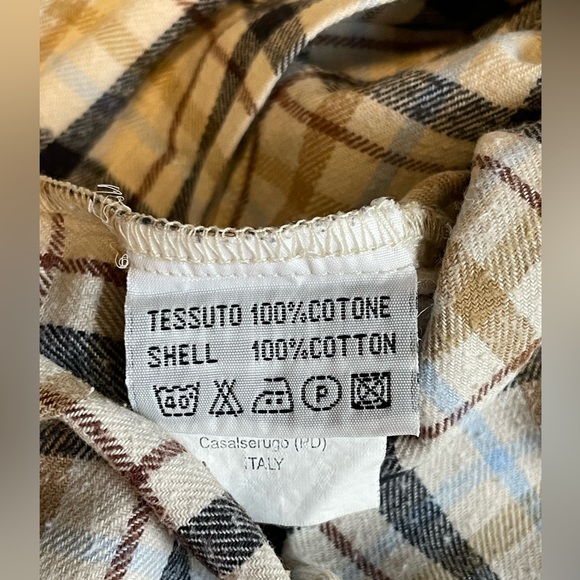 TESSUTO 100%COTONE
SHELL 100%COTTON
40° P
Casalserugo (PD)
ITALY